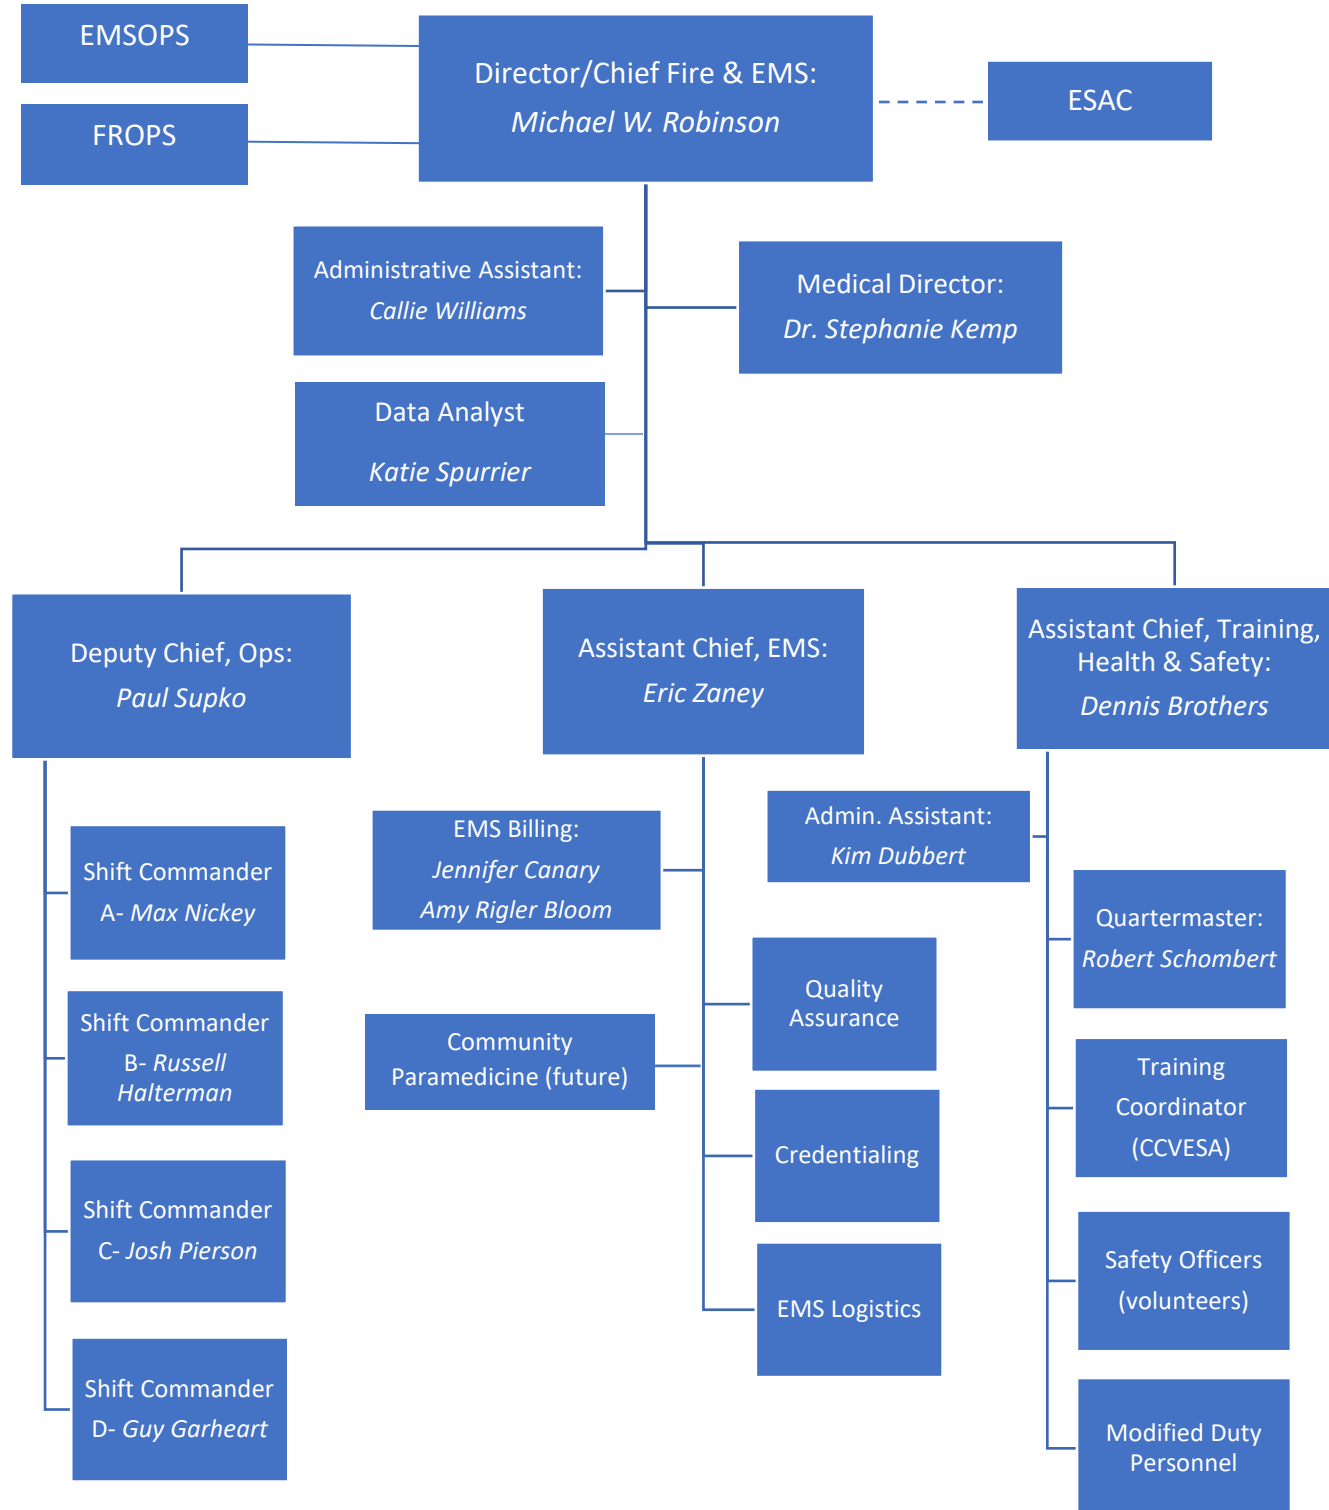 EMSOPS
FROPS
Director/Chief Fire & EMS:
Michael W. Robinson
ESAC
Administrative Assistant:
Callie Williams
Medical Director:
Dr. Stephanie Kemp
Data Analyst
Katie Spurrier
Deputy Chief, Ops:
Paul Supko
Assistant Chief, EMS:
Eric Zaney
Assistant Chief, Training,
Health & Safety:
Dennis Brothers
Shift Commander
A- Max Nickey
Shift Commander
B- Russell
Halterman
Shift Commander
C- Josh Pierson
Shift Commander
D- Guy Garheart
EMS Billing:
Jennifer Canary
Amy Rigler Bloom
Community
Paramedicine (future)
Quality
Assurance
Credentialing
EMS Logistics
Admin. Assistant:
Kim Dubbert
Quartermaster:
Robert Schombert
Training
Coordinator
(CCVESA)
Safety Officers
(volunteers)
Modified Duty
Personnel